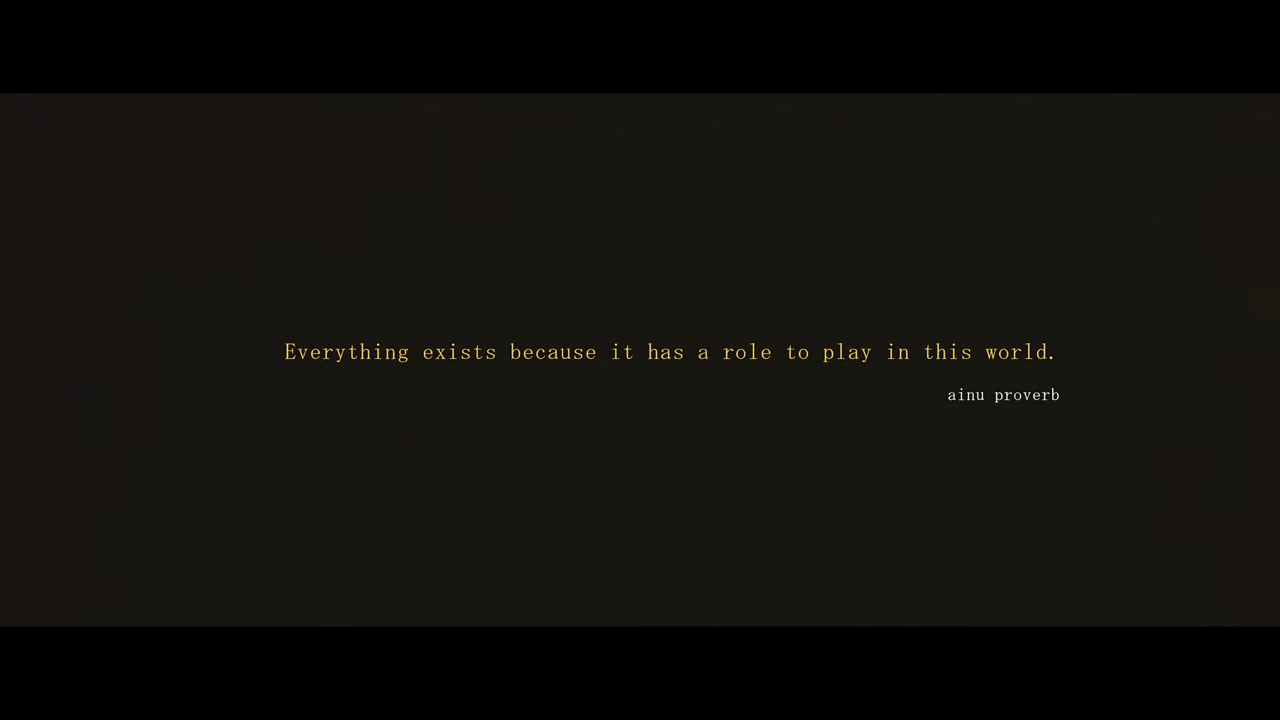 Everything exists because it has a role to play in this world.
ainu proverb